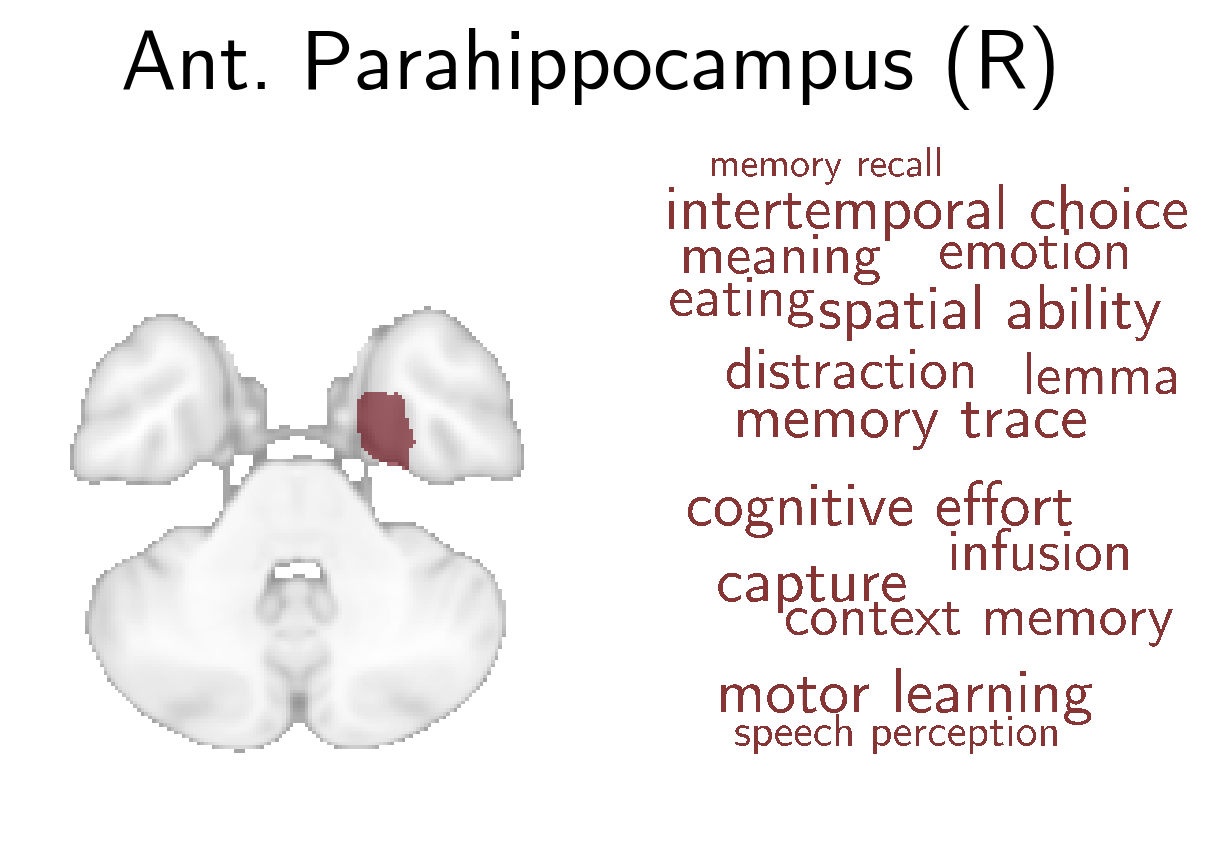 Ant. Parahippocampus (R)
memory recall
intertemporal choice
meaning emotion
eating spatial ability
distraction lemma
memory trace
cognitive effort
infusion
capture
context memory
motor learning
speech perception